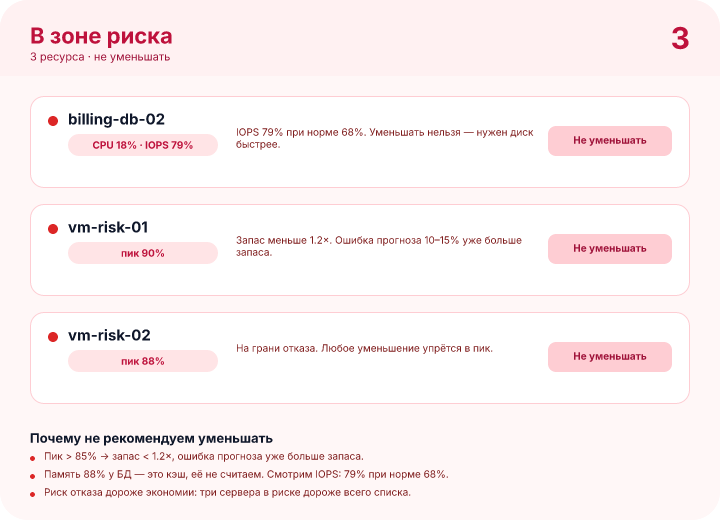 В зоне риска
3
3 ресурса · не уменьшать
billing-db-02
CPU 18% · IOPS 79%
IOPS 79% при норме 68%. Уменьшать нельзя — нужен диск
быстрее.
Не уменьшать
vm-risk-01
пик 90%
Запас меньше 1.2×. Ошибка прогноза 10–15% уже больше
запаса.
Не уменьшать
vm-risk-02
пик 88%
На грани отказа. Любое уменьшение упрётся в пик.
Не уменьшать
Почему не рекомендуем уменьшать
Пик > 85% → запас < 1.2×, ошибка прогноза уже больше запаса.
Память 88% у БД — это кэш, её не считаем. Смотрим IOPS: 79% при норме 68%.
Риск отказа дороже экономии: три сервера в риске дороже всего списка.